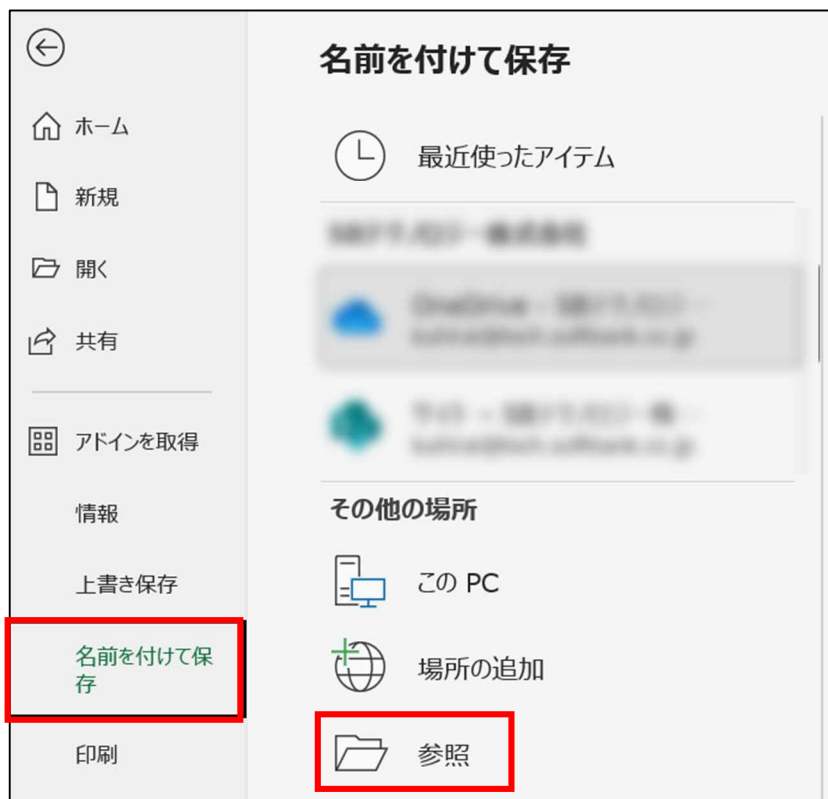 ホーム
新規
開く
共有
アドインを取得
情報
上書き保存
名前を付けて保
存
印刷
名前を付けて保存
最近使ったアイテム
その他の場所
この PC
場所の追加
参照